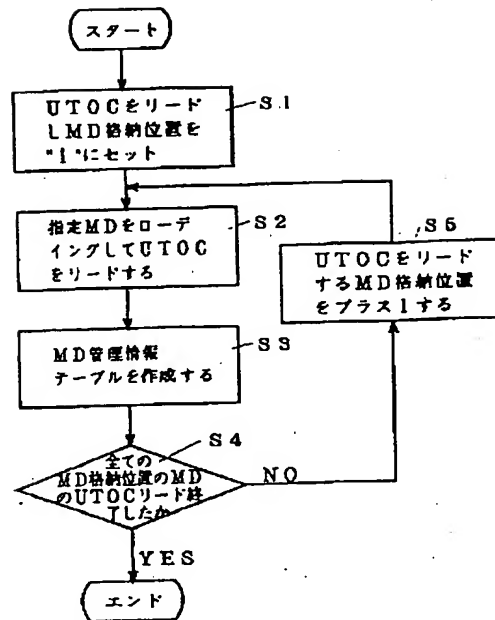 スタート
UTOCをリード
しMD格納位置を
"1"にセット
S.1
指定MDをローデ
イングしてUTOC
をリードする
S2
S5
UTOCをリード
するMD格納位置
をプラス1する
MD管理情報
テーブルを作成する
S3
S4
全ての
MD格納位置のMD
のUTOCリード終
了したか
NO
YES
エンド